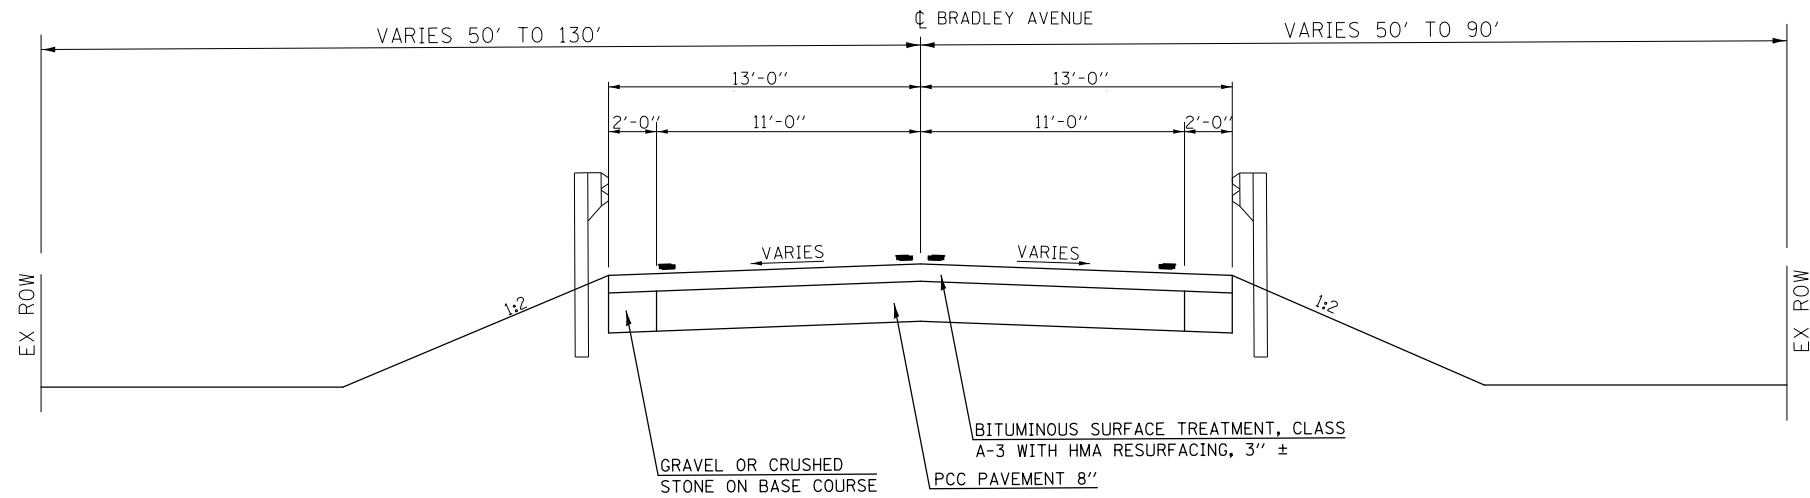 ℄ BRADLEY AVENUE
VARIES 50' TO 130'
VARIES 50' TO 90'
13'-0"
13'-0"
2'-0"
11'-0"
11'-0"
2'-0"
VARIES
VARIES
1:2
1:2
EX ROW
EX ROW
BITUMINOUS SURFACE TREATMENT, CLASS
A-3 WITH HMA RESURFACING, 3" ±
GRAVEL OR CRUSHED
STONE ON BASE COURSE
PCC PAVEMENT 8"